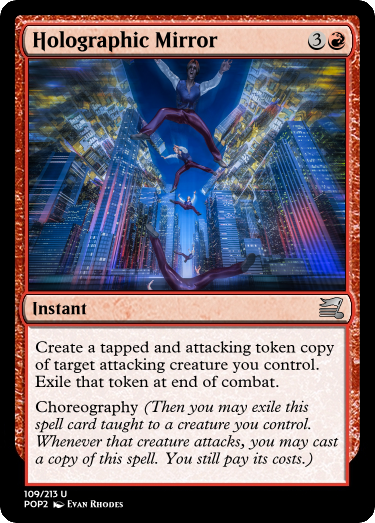 Holographic Mirror 3
Instant
Create a tapped and attacking token copy
of target attacking creature you control.
Exile that token at end of combat.
Choreography (Then you may exile this
spell card taught to a creature you control.
Whenever that creature attacks, you may cast
a copy of this spell. You still pay its costs.)
109/213 U
POP2 Evan Rhodes